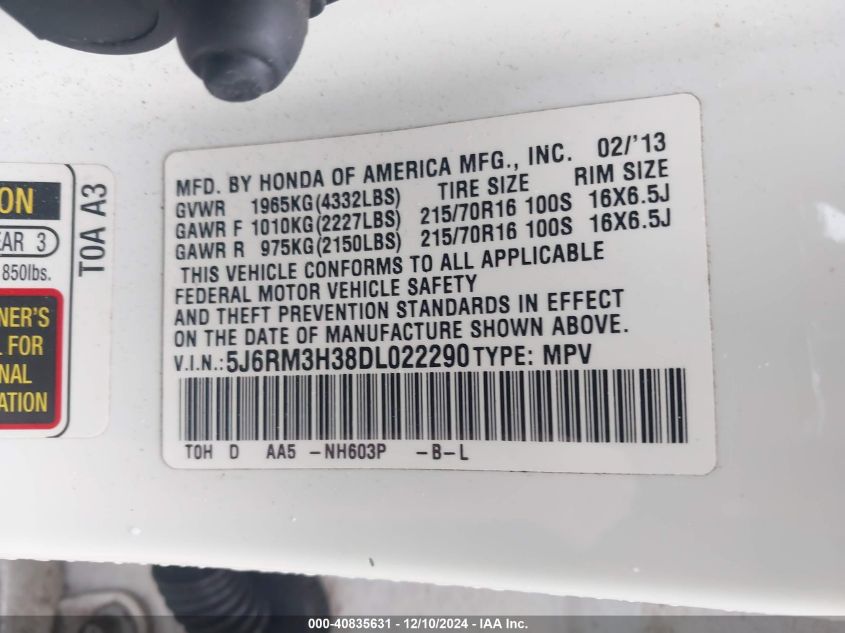 ON
EAR 3
850lbs.
NER'S
L FOR
NAL
ATION
T0A A3
MFD. BY HONDA OF AMERICA MFG., INC. 02/'13
GVWR 1965KG(4332LBS) TIRE SIZE RIM SIZE
GAWR F 1010KG(2227LBS) 215/70R16 100S 16X6.5J
GAWR R 975KG(2150LBS) 215/70R16 100S 16X6.5J
THIS VEHICLE CONFORMS TO ALL APPLICABLE
FEDERAL MOTOR VEHICLE SAFETY
AND THEFT PREVENTION STANDARDS IN EFFECT
ON THE DATE OF MANUFACTURE SHOWN ABOVE.
V.I.N.: 5J6RM3H38DL022290 TYPE: MPV
T0H D AA5 -NH603P -B-L
000-40835631 - 12/10/2024 - IAA Inc.